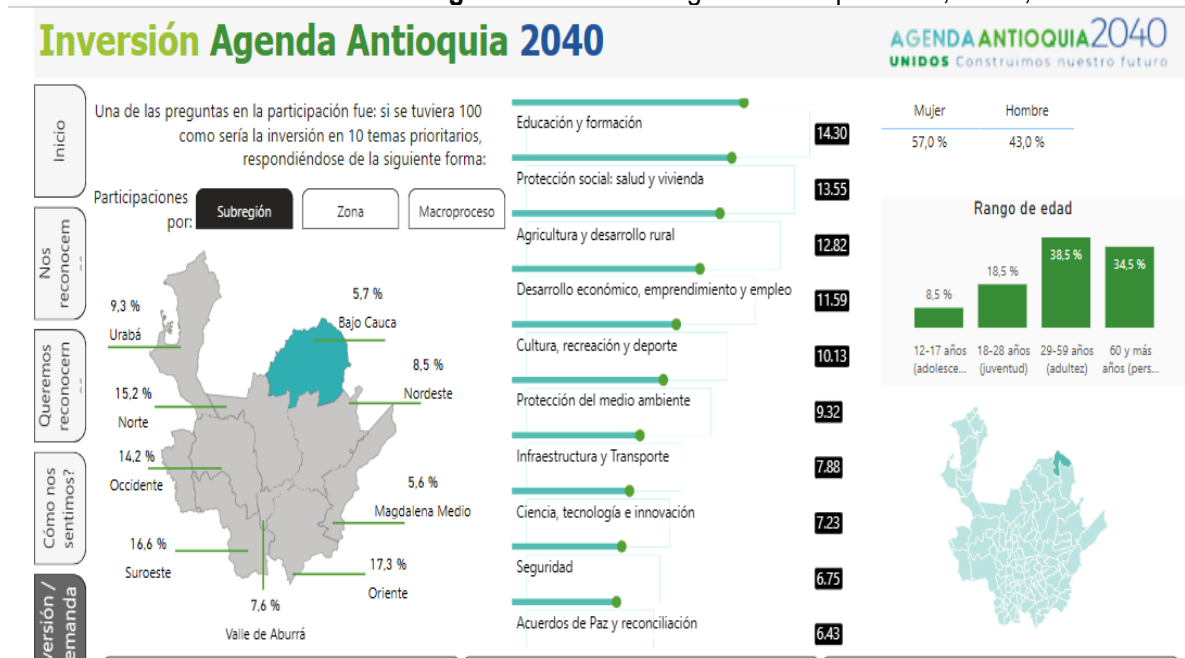 Inversión Agenda Antioquia 2040
AGENDA ANTIOQUIA 2040
UNIDOS Construimos nuestro futuro
Inicio
Nos
reconocem
Queremos
reconocern
Cómo nos
sentimos?
versión /
emanda
Una de las preguntas en la participación fue: si se tuviera 100
como sería la inversión en 10 temas prioritarios,
respondiéndose de la siguiente forma:
Participaciones
por:
Subregión
Zona
Macroproceso
9,3 %
Urabá
5,7 %
Bajo Cauca
8,5 %
Nordeste
15,2 %
Norte
14,2 %
Occidente
5,6 %
Magdalena Medio
16,6 %
Suroeste
17,3 %
Oriente
7,6 %
Valle de Aburrá
Educación y formación
14.30
Protección social: salud y vivienda
13.55
Agricultura y desarrollo rural
12.82
Desarrollo económico, emprendimiento y empleo
11.59
Cultura, recreación y deporte
10.13
Protección del medio ambiente
9.32
Infraestructura y Transporte
7.88
Ciencia, tecnología e innovación
7.23
Seguridad
6.75
Acuerdos de Paz y reconciliación
6.43
Mujer Hombre
57,0 % 43,0 %
Rango de edad
8,5 %
18,5 %
38,5 %
34,5 %
12-17 años 18-28 años 29-59 años 60 y más
(adolesce... (juventud) (adultez) años (pers...